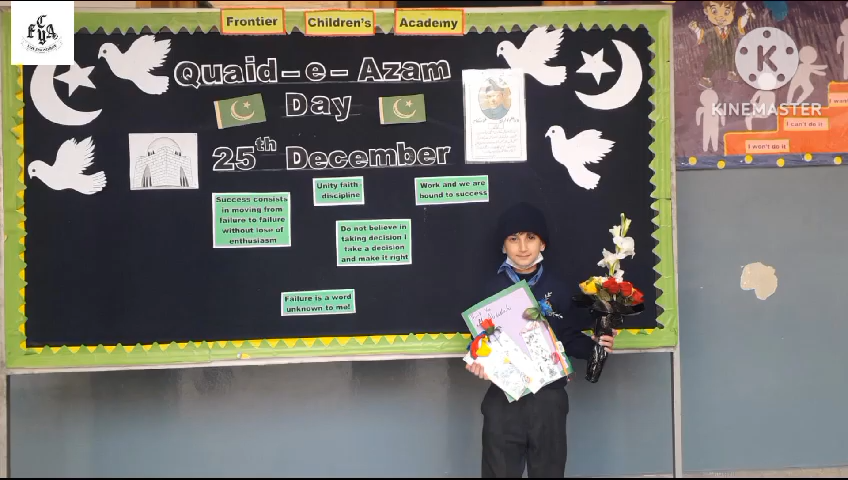 Frontier Children's Academy
Quaid-e-Azam
Day
25th December
Success consists
in moving from
failure to failure
without lose of
enthusiasm
Unity faith
discipline
Work and we are
bound to success
Do not believe in
taking decision I
take a decision
and make it right
Failure is a word
unknown to me!
KINEMASTER
I want
I can't do it
I won't do it